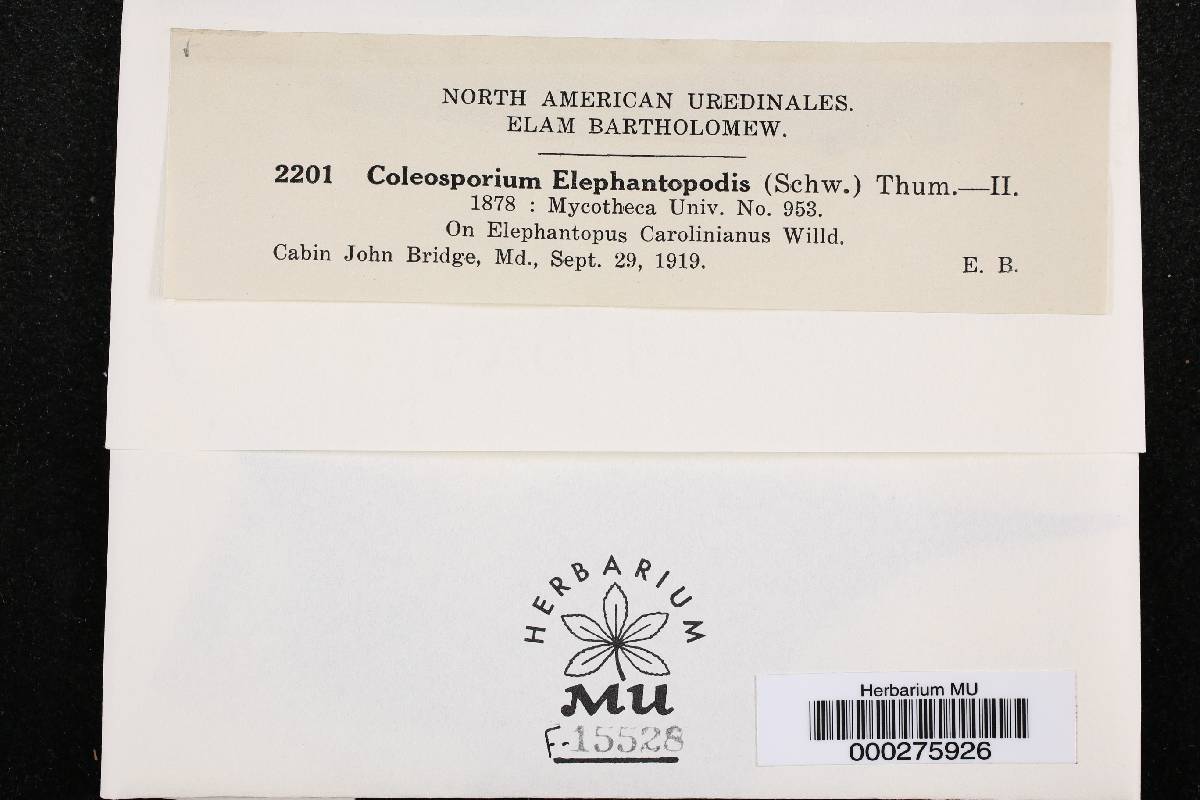 NORTH AMERICAN UREDINALES.
ELAM BARTHOLOMEW.
2201 Coleosporium Elephantopodis (Schw.) Thum.—II.
1878 : Mycotheca Univ. No. 953.
On Elephantopus Carolinianus Willd.
Cabin John Bridge, Md., Sept. 29, 1919. E. B.
HERBARIUM
MU
F-15528
Herbarium MU
000275926